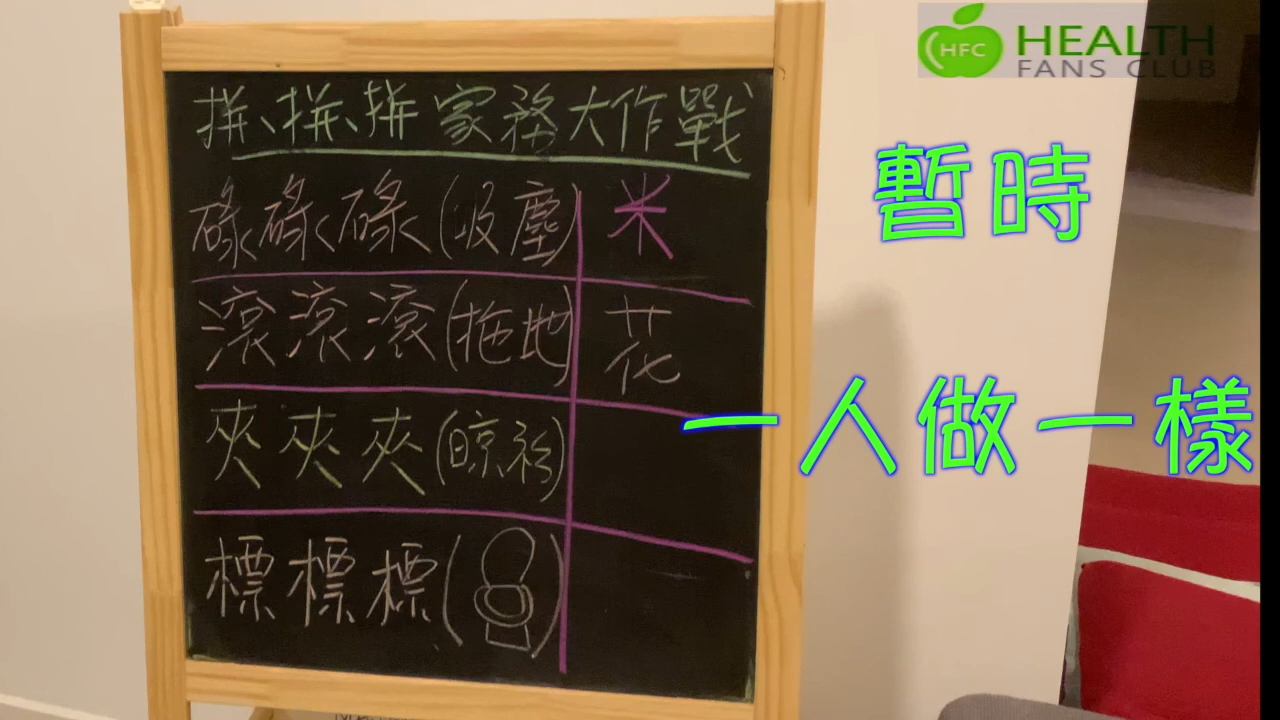 拼、拼、拼家務大作戰
碌碌碌(吸塵) 米
滾滾滾(拖地) 花
夾夾夾(晾衫)
標標標( )
HFC HEALTH
FANS CLUB
暫時
一人做一樣